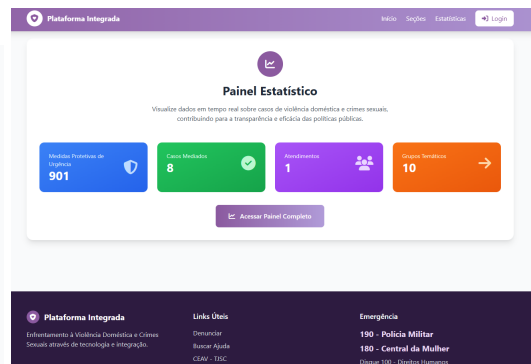 Plataforma Integrada
Início Seções Estatísticas Login
Painel Estatístico
Visualize dados em tempo real sobre casos de violência doméstica e crimes sexuais,
contribuindo para a transparência e eficácia das políticas públicas.
Medidas Protetivas de
Urgência
901
Casos Mediados
8
Atendimentos
1
Grupos Temáticos
10
Acessar Painel Completo
Plataforma Integrada
Enfrentamento à Violência Doméstica e Crimes
Sexuais através de tecnologia e integração.
Links Úteis
Denunciar
Buscar Ajuda
CEAV - TJSC
Emergência
190 - Polícia Militar
180 - Central da Mulher
Disque 100 - Direitos Humanos